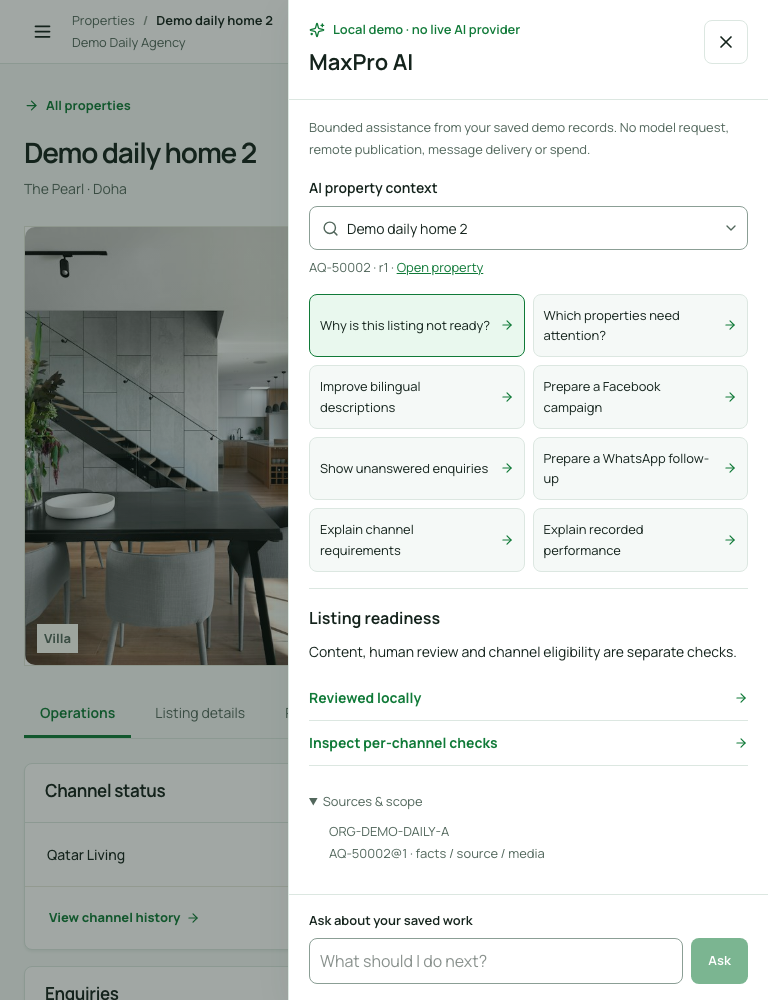 Properties / Demo daily home 2
Demo Daily Agency
All properties
Demo daily home 2
The Pearl · Doha
Villa
Operations
Listing details
Channel status
Qatar Living
View channel history
Enquiries
Local demo · no live AI provider
MaxPro AI
Bounded assistance from your saved demo records. No model request,
remote publication, message delivery or spend.
AI property context
Demo daily home 2
AQ-50002 · r1 · Open property
Why is this listing not ready?
Which properties need
attention?
Improve bilingual
descriptions
Prepare a Facebook
campaign
Show unanswered enquiries
Prepare a WhatsApp follow-
up
Explain channel
requirements
Explain recorded
performance
Listing readiness
Content, human review and channel eligibility are separate checks.
Reviewed locally
Inspect per-channel checks
Sources & scope
ORG-DEMO-DAILY-A
AQ-50002@1 · facts / source / media
Ask about your saved work
What should I do next?
Ask